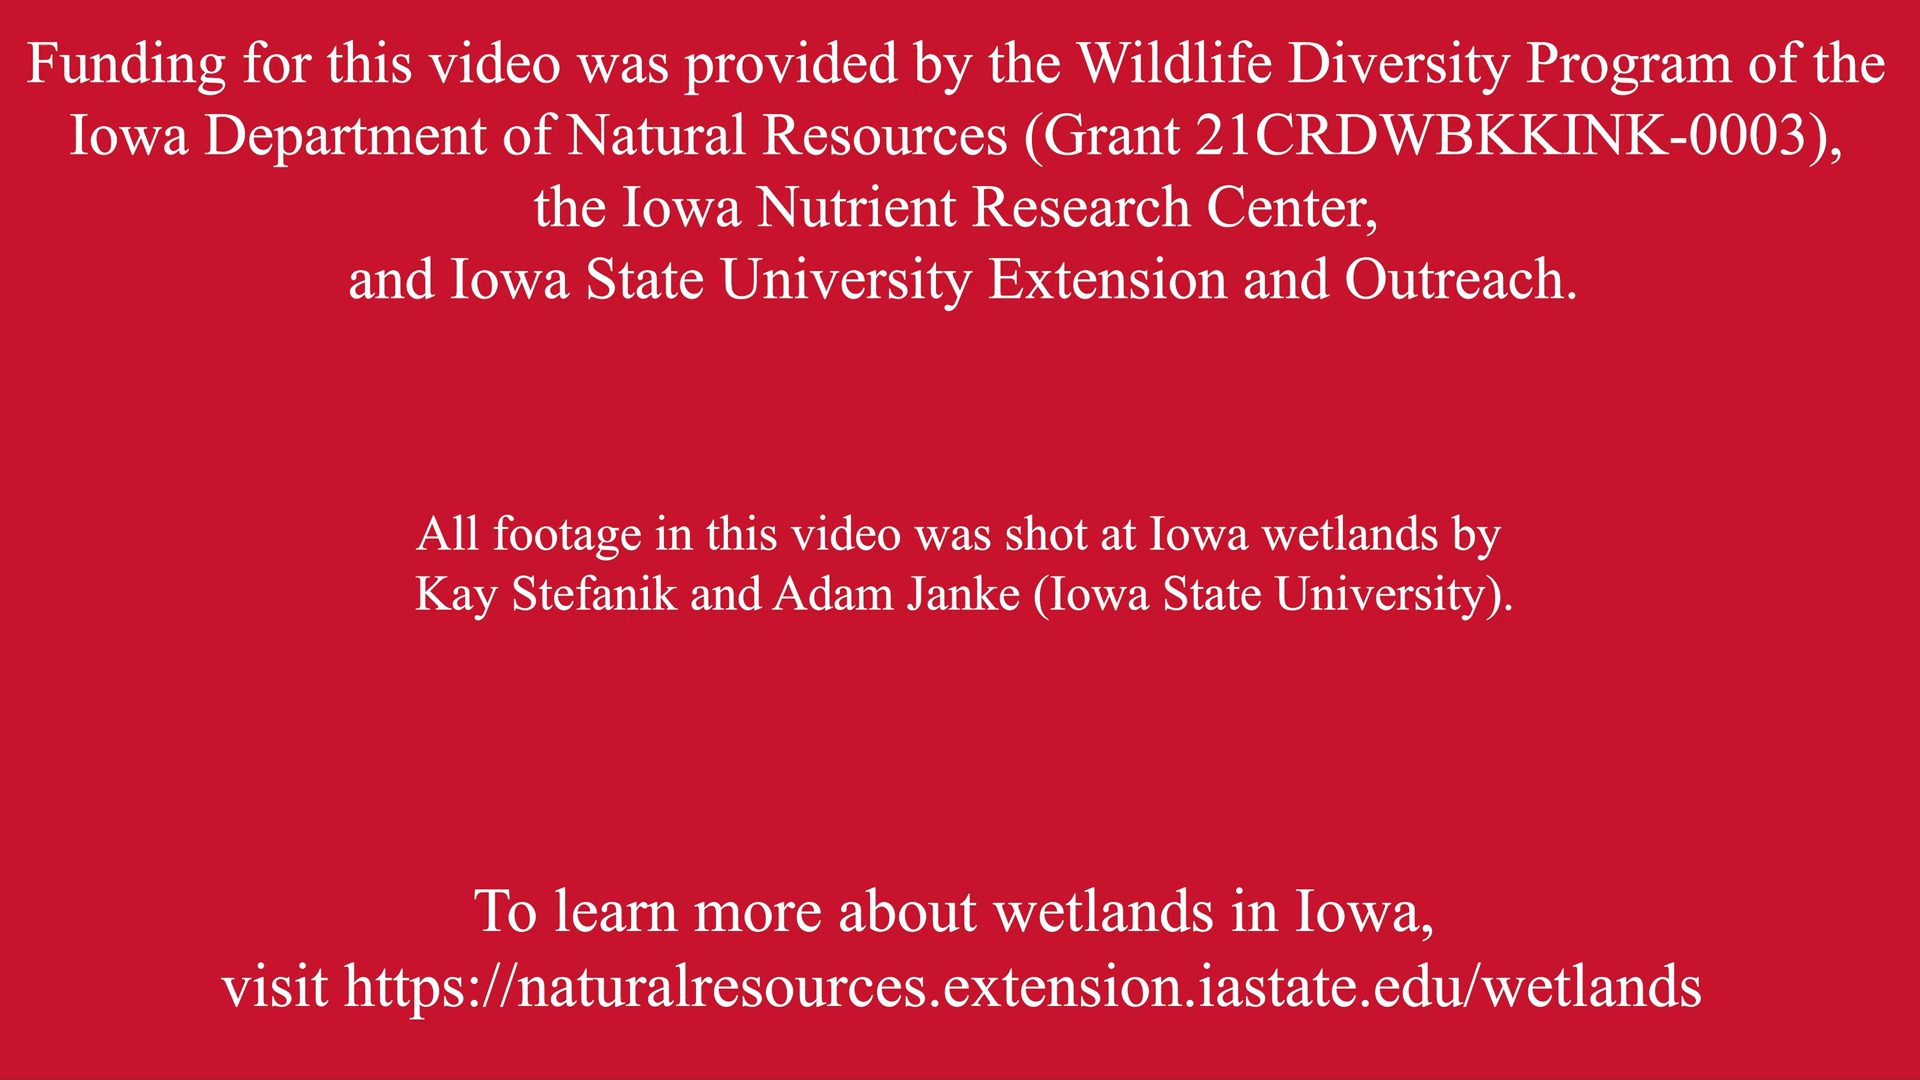 Funding for this video was provided by the Wildlife Diversity Program of the
Iowa Department of Natural Resources (Grant 21CRDWBKKINK-0003),
the Iowa Nutrient Research Center,
and Iowa State University Extension and Outreach.
All footage in this video was shot at Iowa wetlands by
Kay Stefanik and Adam Janke (Iowa State University).
To learn more about wetlands in Iowa,
visit https://naturalresources.extension.iastate.edu/wetlands